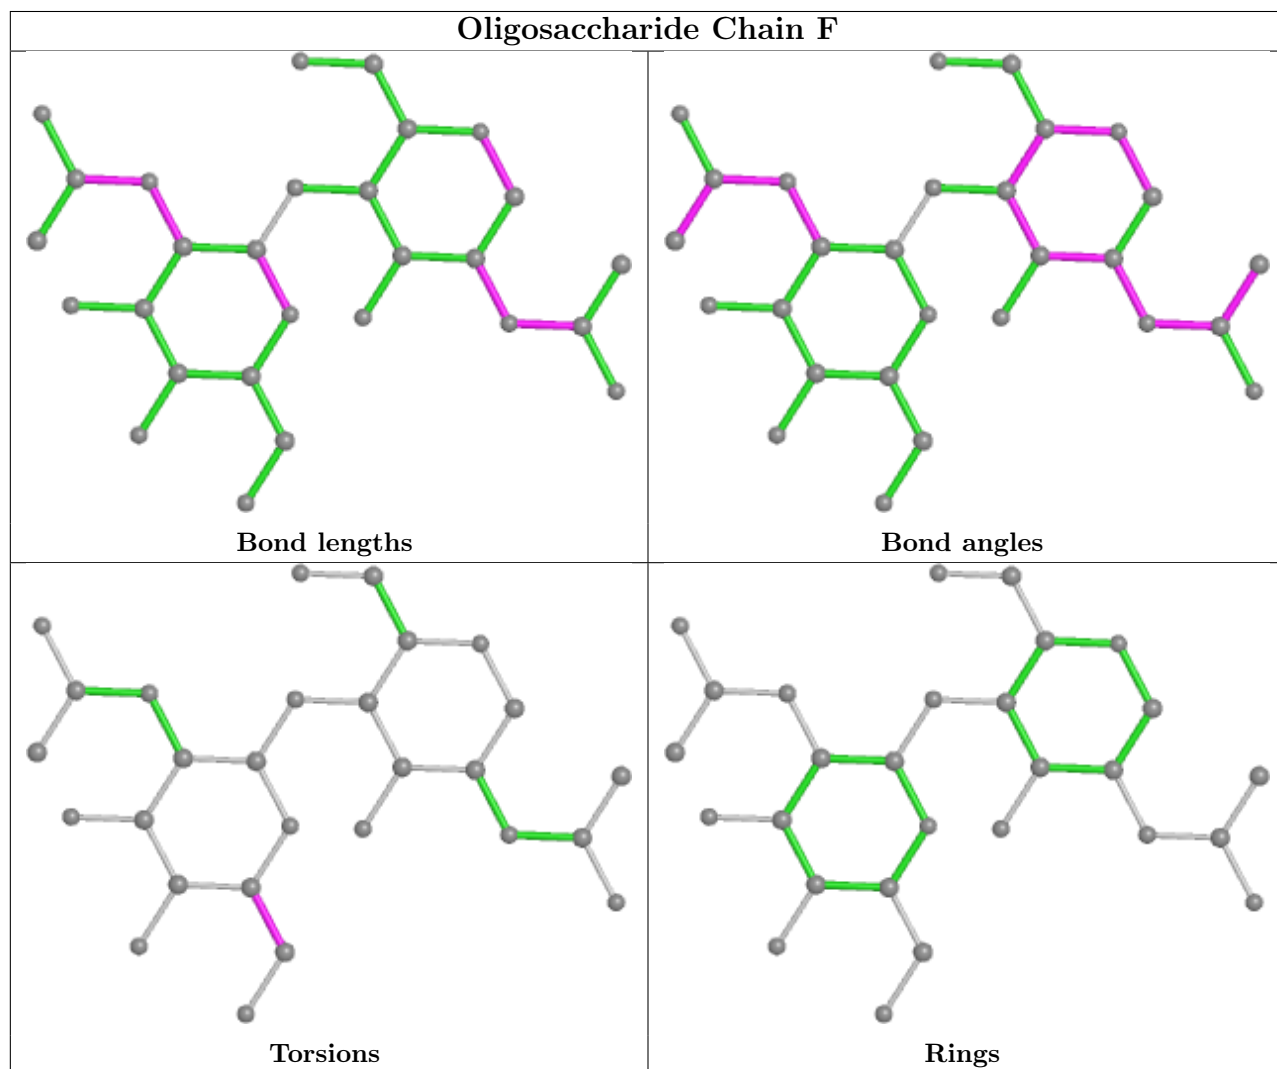 Oligosaccharide Chain F
Bond lengths
Bond angles
Torsions
Rings